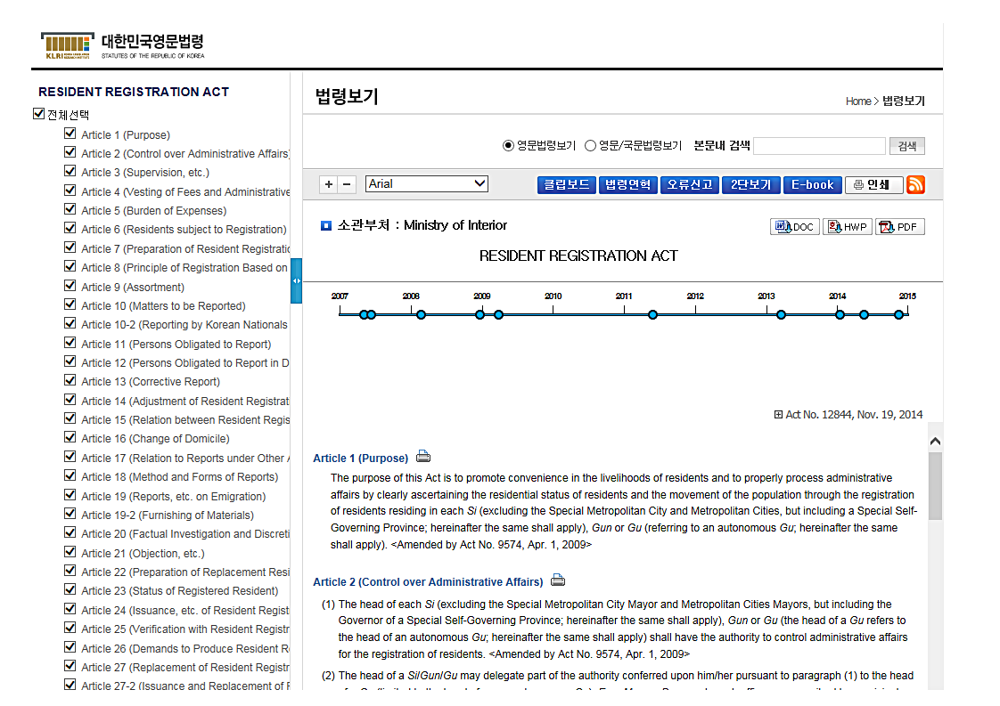 KLRI KOREA LEGISLATION RESEARCH INSTITUTE
대한민국영문법령
STATUTES OF THE REPUBLIC OF KOREA
RESIDENT REGISTRATION ACT
전체선택
Article 1 (Purpose)
Article 2 (Control over Administrative Affairs)
Article 3 (Supervision, etc.)
Article 4 (Vesting of Fees and Administrative
Article 5 (Burden of Expenses)
Article 6 (Residents subject to Registration)
Article 7 (Preparation of Resident Registratio
Article 8 (Principle of Registration Based on
Article 9 (Assortment)
Article 10 (Matters to be Reported)
Article 10-2 (Reporting by Korean Nationals
Article 11 (Persons Obligated to Report)
Article 12 (Persons Obligated to Report in D
Article 13 (Corrective Report)
Article 14 (Adjustment of Resident Registrat
Article 15 (Relation between Resident Regis
Article 16 (Change of Domicile)
Article 17 (Relation to Reports under Other A
Article 18 (Method and Forms of Reports)
Article 19 (Reports, etc. on Emigration)
Article 19-2 (Furnishing of Materials)
Article 20 (Factual Investigation and Discreti
Article 21 (Objection, etc.)
Article 22 (Preparation of Replacement Resi
Article 23 (Status of Registered Resident)
Article 24 (Issuance, etc. of Resident Regist
Article 25 (Verification with Resident Registr
Article 26 (Demands to Produce Resident R
Article 27 (Replacement of Resident Registr
Article 27-2 (Issuance and Replacement of F
법령보기
Home > 법령보기
영문법령보기 영문/국문법령보기 본문내 검색 검색
+ − Arial 클립보드 법령연혁 오류신고 2단보기 E-book 인쇄
소관부처 : Ministry of Interior DOC HWP PDF
RESIDENT REGISTRATION ACT
2007 2008 2009 2010 2011 2012 2013 2014 2015
Act No. 12844, Nov. 19, 2014
Article 1 (Purpose)
The purpose of this Act is to promote convenience in the livelihoods of residents and to properly process administrative
affairs by clearly ascertaining the residential status of residents and the movement of the population through the registration
of residents residing in each Si (excluding the Special Metropolitan City and Metropolitan Cities, but including a Special Self-
Governing Province; hereinafter the same shall apply), Gun or Gu (referring to an autonomous Gu; hereinafter the same
shall apply). <Amended by Act No. 9574, Apr. 1, 2009>
Article 2 (Control over Administrative Affairs)
(1) The head of each Si (excluding the Special Metropolitan City Mayor and Metropolitan Cities Mayors, but including the
Governor of a Special Self-Governing Province; hereinafter the same shall apply), Gun or Gu (the head of a Gu refers to
the head of an autonomous Gu; hereinafter the same shall apply) shall have the authority to control administrative affairs
for the registration of residents. <Amended by Act No. 9574, Apr. 1, 2009>
(2) The head of a Si/Gun/Gu may delegate part of the authority conferred upon him/her pursuant to paragraph (1) to the head